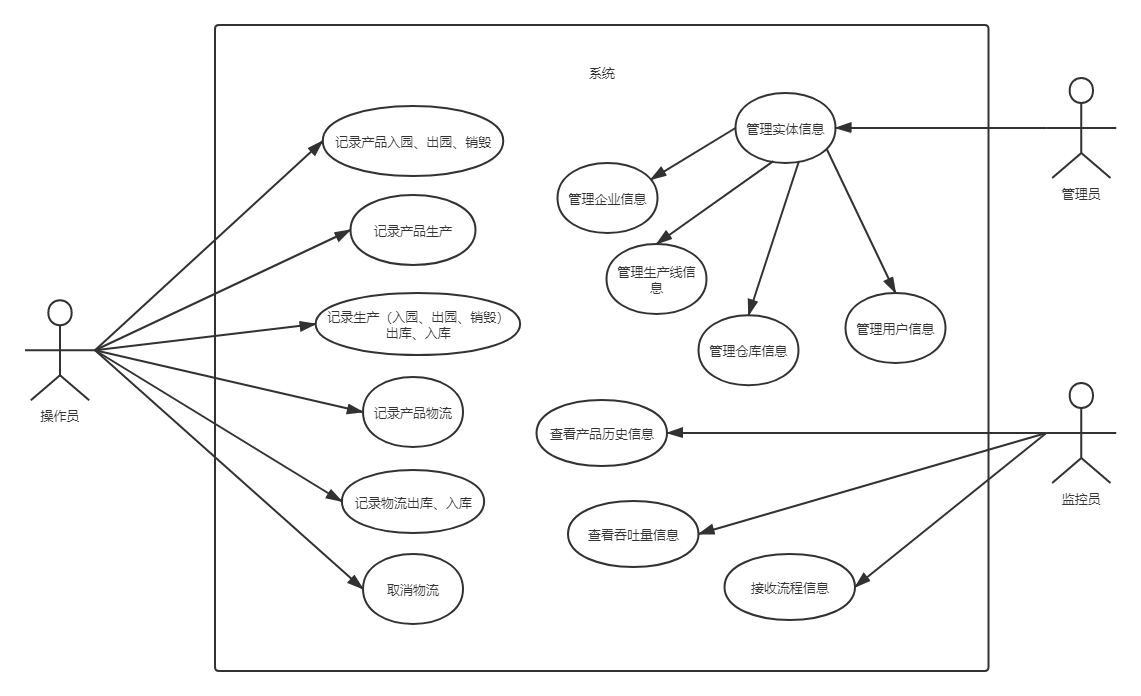 系统
记录产品入园、出园、销毁
管理实体信息
管理员
管理企业信息
记录产品生产
管理生产线信
息
记录生产（入园、出园、销毁）
出库、入库
管理用户信息
管理仓库信息
操作员
记录产品物流
查看产品历史信息
监控员
记录物流出库、入库
查看吞吐量信息
取消物流
接收流程信息